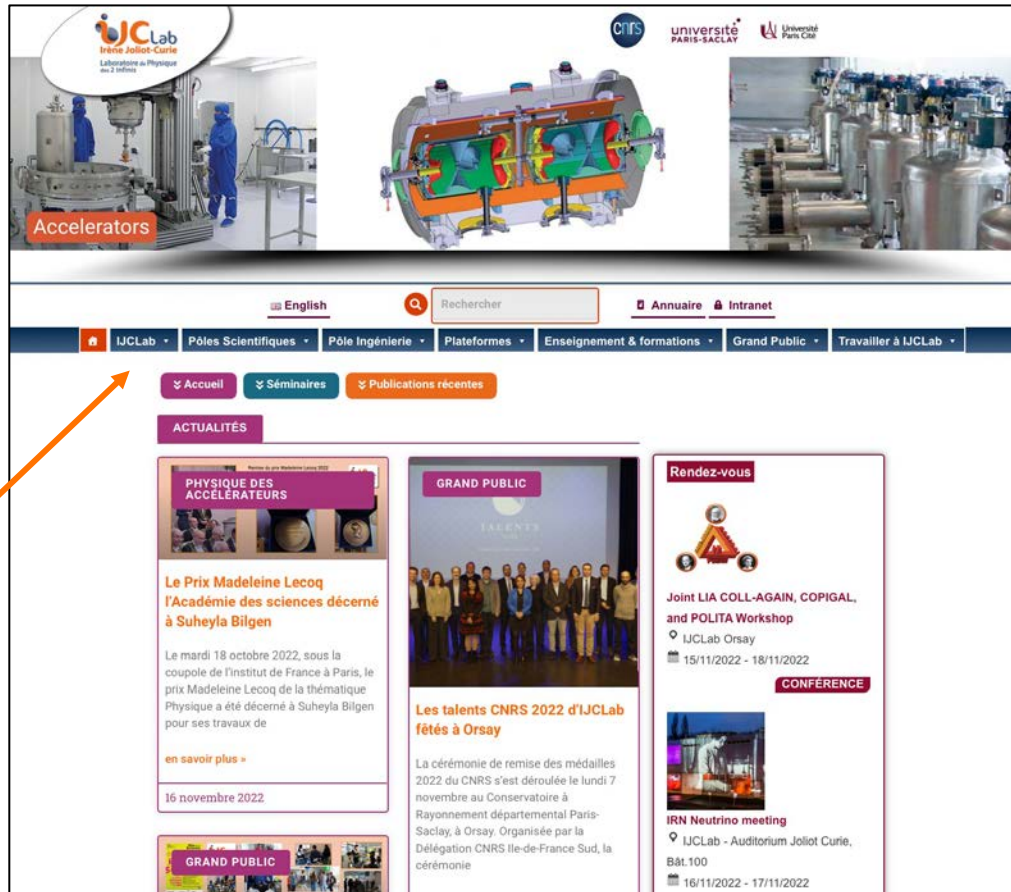 IJCLab
Irène Joliot-Curie
Laboratoire de Physique
des 2 Infinis
cnrs
université
PARIS-SACLAY
Université
Paris Cité
Accelerators
English
Rechercher
Annuaire
Intranet
IJCLab
Pôles Scientifiques
Pôle Ingénierie
Plateformes
Enseignement & formations
Grand Public
Travailler à IJCLab
Accueil
Séminaires
Publications récentes
ACTUALITÉS
Remise du prix Madeleine Lecoq 2022
PHYSIQUE DES
ACCÉLÉRATEURS
Le Prix Madeleine Lecoq
l'Académie des sciences décerné
à Suheyla Bilgen
Le mardi 18 octobre 2022, sous la
coupole de l'institut de France à Paris, le
prix Madeleine Lecoq de la thématique
Physique a été décerné à Suheyla Bilgen
pour ses travaux de
en savoir plus »
16 novembre 2022
GRAND PUBLIC
GRAND PUBLIC
TALENTS
Les talents CNRS 2022 d'IJCLab
fêtés à Orsay
La cérémonie de remise des médailles
2022 du CNRS s'est déroulée le lundi 7
novembre au Conservatoire à
Rayonnement départemental Paris-
Saclay, à Orsay. Organisée par la
Délégation CNRS Ile-de-France Sud, la
cérémonie
Rendez-vous
Joint LIA COLL-AGAIN, COPIGAL,
and POLITA Workshop
IJCLab Orsay
15/11/2022 - 18/11/2022
CONFÉRENCE
IRN Neutrino meeting
IJCLab - Auditorium Joliot Curie,
Bât.100
16/11/2022 - 17/11/2022